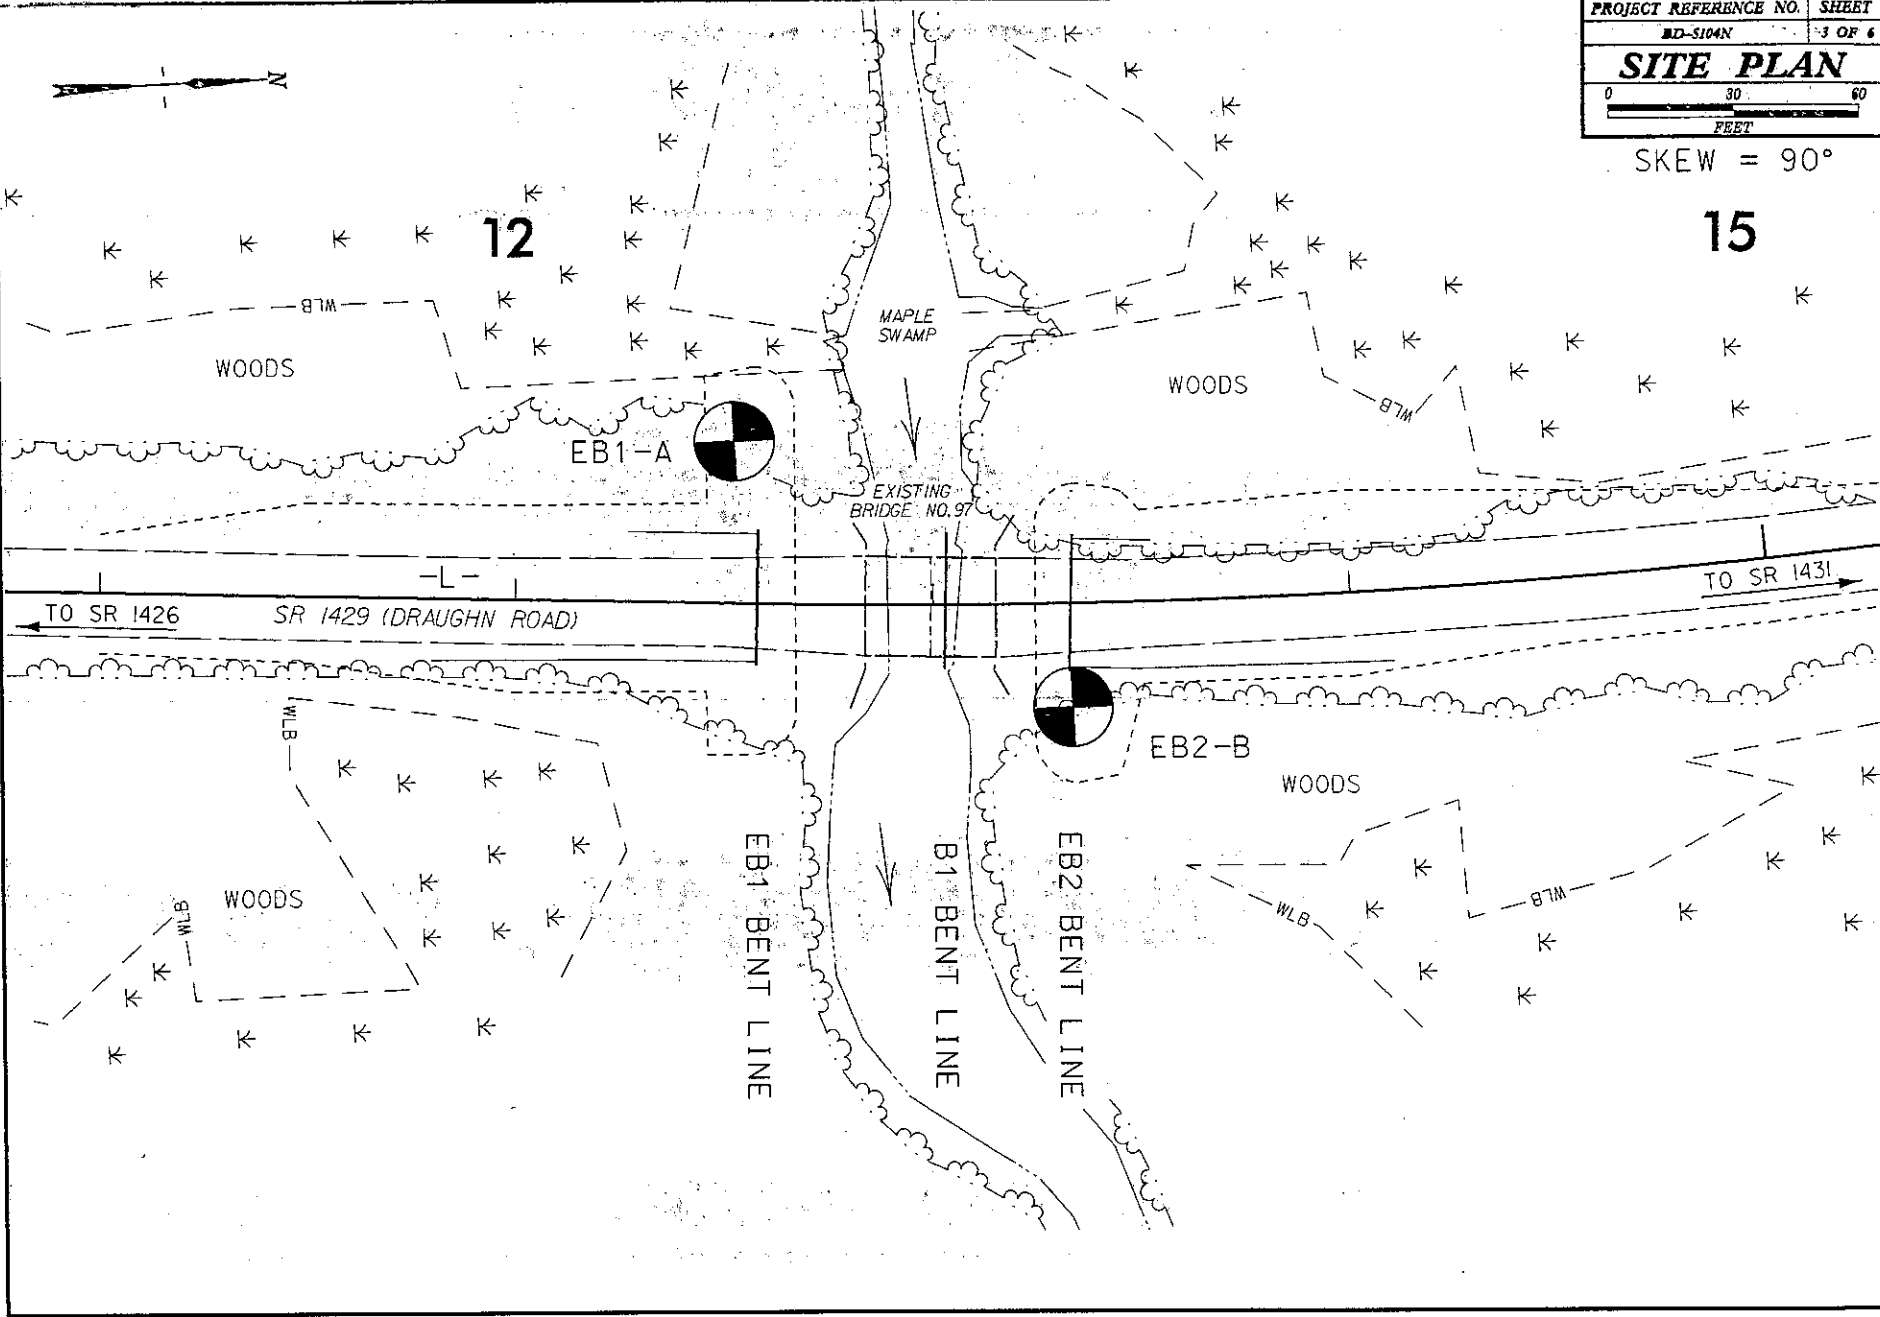 PROJECT REFERENCE NO. SHEET
BD-5104N 3 OF 6
SITE PLAN
0 30 60
FEET
SKEW = 90°
N
12
15
WLB
MAPLE
SWAMP
WOODS
WOODS
WLB
EB1-A
EXISTING
BRIDGE NO. 97
-L-
TO SR 1431
TO SR 1426
SR 1429 (DRAUGHN ROAD)
WLB
EB2-B
WOODS
WOODS
WLB
WLB
WLB
EB1 BENT LINE
B1 BENT LINE
EB2 BENT LINE